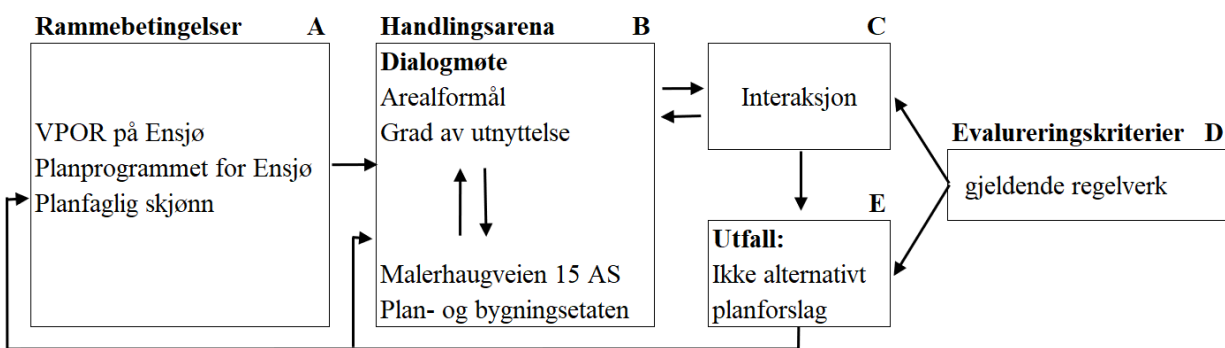 Rammebetingelser A
VPOR på Ensjø
Planprogrammet for Ensjø
Planfaglig skjønn
Handlingsarena B
Dialogmøte
Arealformål
Grad av utnyttelse
Malerhaugveien 15 AS
Plan- og bygningsetaten
C
Interaksjon
Evalureringskriterier D
gjeldende regelverk
E
Utfall:
Ikke alternativt
planforslag